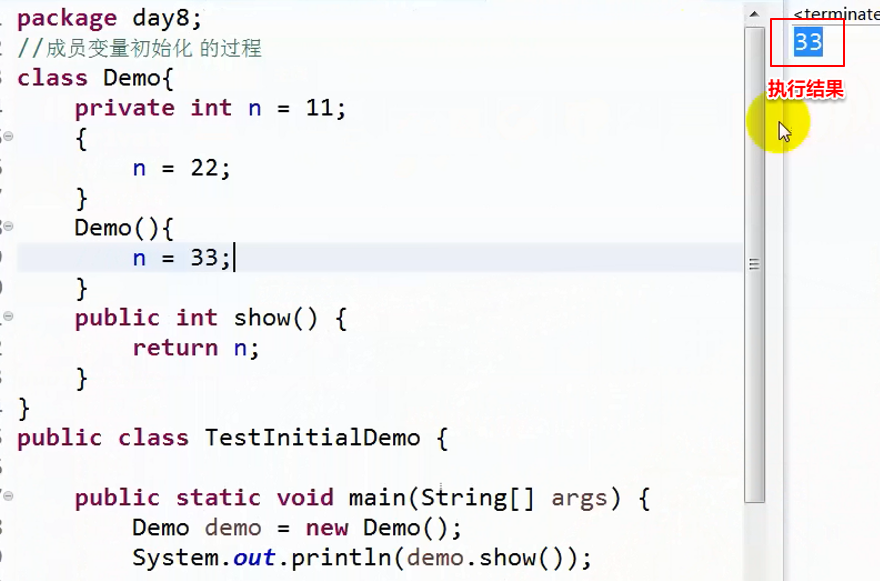 package day8;
//成员变量初始化 的过程
class Demo{
private int n = 11;
{
n = 22;
}
Demo(){
n = 33;
}
public int show() {
return n;
}
}
public class TestInitialDemo {
public static void main(String[] args) {
Demo demo = new Demo();
System.out.println(demo.show());
<terminate
33
执行结果